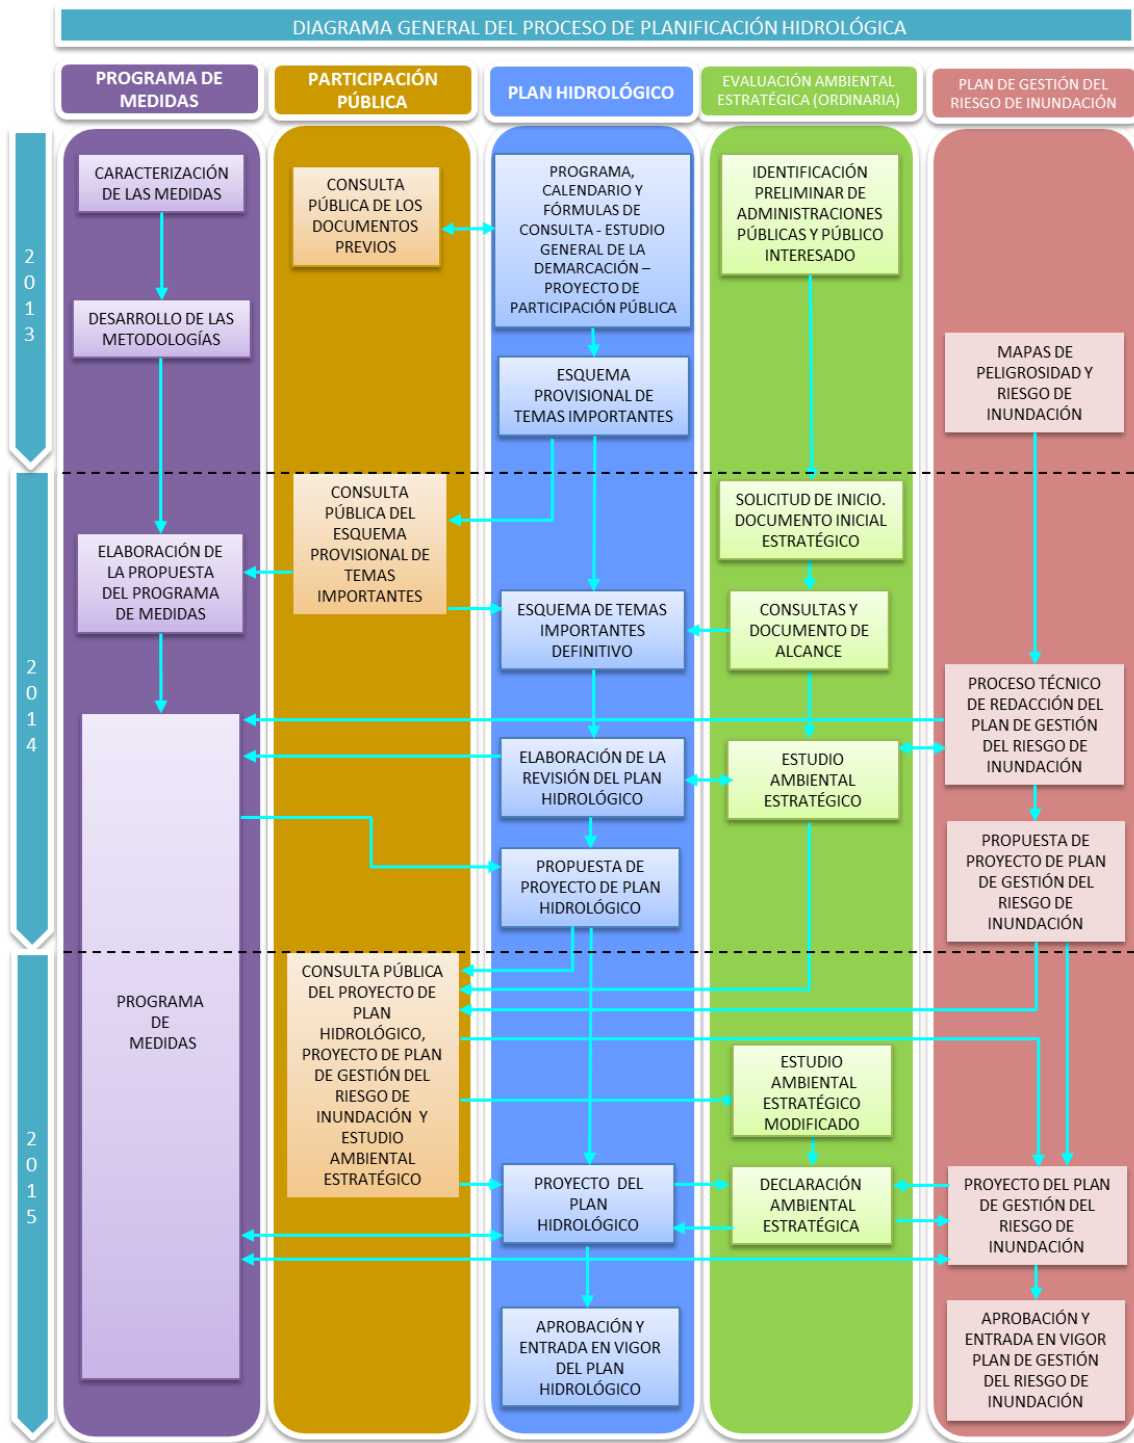 DIAGRAMA GENERAL DEL PROCESO DE PLANIFICACIÓN HIDROLÓGICA
PROGRAMA DE
MEDIDAS
PARTICIPACIÓN
PÚBLICA
PLAN HIDROLÓGICO
EVALUACIÓN AMBIENTAL
ESTRATÉGICA (ORDINARIA)
PLAN DE GESTIÓN DEL
RIESGO DE INUNDACIÓN
2
0
1
3
CARACTERIZACIÓN
DE LAS MEDIDAS
DESARROLLO DE LAS
METODOLOGÍAS
CONSULTA
PÚBLICA DE LOS
DOCUMENTOS
PREVIOS
PROGRAMA,
CALENDARIO Y
FÓRMULAS DE
CONSULTA - ESTUDIO
GENERAL DE LA
DEMARCACIÓN –
PROYECTO DE
PARTICIPACIÓN PÚBLICA
ESQUEMA
PROVISIONAL DE
TEMAS IMPORTANTES
IDENTIFICACIÓN
PRELIMINAR DE
ADMINISTRACIONES
PÚBLICAS Y PÚBLICO
INTERESADO
MAPAS DE
PELIGROSIDAD Y
RIESGO DE
INUNDACIÓN
2
0
1
4
ELABORACIÓN DE
LA PROPUESTA
DEL PROGRAMA
DE MEDIDAS
CONSULTA
PÚBLICA DEL
ESQUEMA
PROVISIONAL DE
TEMAS
IMPORTANTES
ESQUEMA DE TEMAS
IMPORTANTES
DEFINITIVO
ELABORACIÓN DE LA
REVISIÓN DEL PLAN
HIDROLÓGICO
PROPUESTA DE
PROYECTO DE PLAN
HIDROLÓGICO
SOLICITUD DE INICIO.
DOCUMENTO INICIAL
ESTRATÉGICO
CONSULTAS Y
DOCUMENTO DE
ALCANCE
ESTUDIO
AMBIENTAL
ESTRATÉGICO
PROCESO TÉCNICO
DE REDACCIÓN DEL
PLAN DE GESTIÓN
DEL RIESGO DE
INUNDACIÓN
PROPUESTA DE
PROYECTO DE PLAN
DE GESTIÓN DEL
RIESGO DE
INUNDACIÓN
2
0
1
5
PROGRAMA
DE
MEDIDAS
CONSULTA PÚBLICA
DEL PROYECTO DE
PLAN
HIDROLÓGICO,
PROYECTO DE PLAN
DE GESTIÓN DEL
RIESGO DE
INUNDACIÓN Y
ESTUDIO
AMBIENTAL
ESTRATÉGICO
PROYECTO DEL
PLAN
HIDROLÓGICO
APROBACIÓN Y
ENTRADA EN VIGOR
DEL PLAN
HIDROLÓGICO
ESTUDIO
AMBIENTAL
ESTRATÉGICO
MODIFICADO
DECLARACIÓN
AMBIENTAL
ESTRATÉGICA
PROYECTO DEL PLAN
DE GESTIÓN DEL
RIESGO DE
INUNDACIÓN
APROBACIÓN Y
ENTRADA EN VIGOR
PLAN DE GESTIÓN
DEL RIESGO DE
INUNDACIÓN